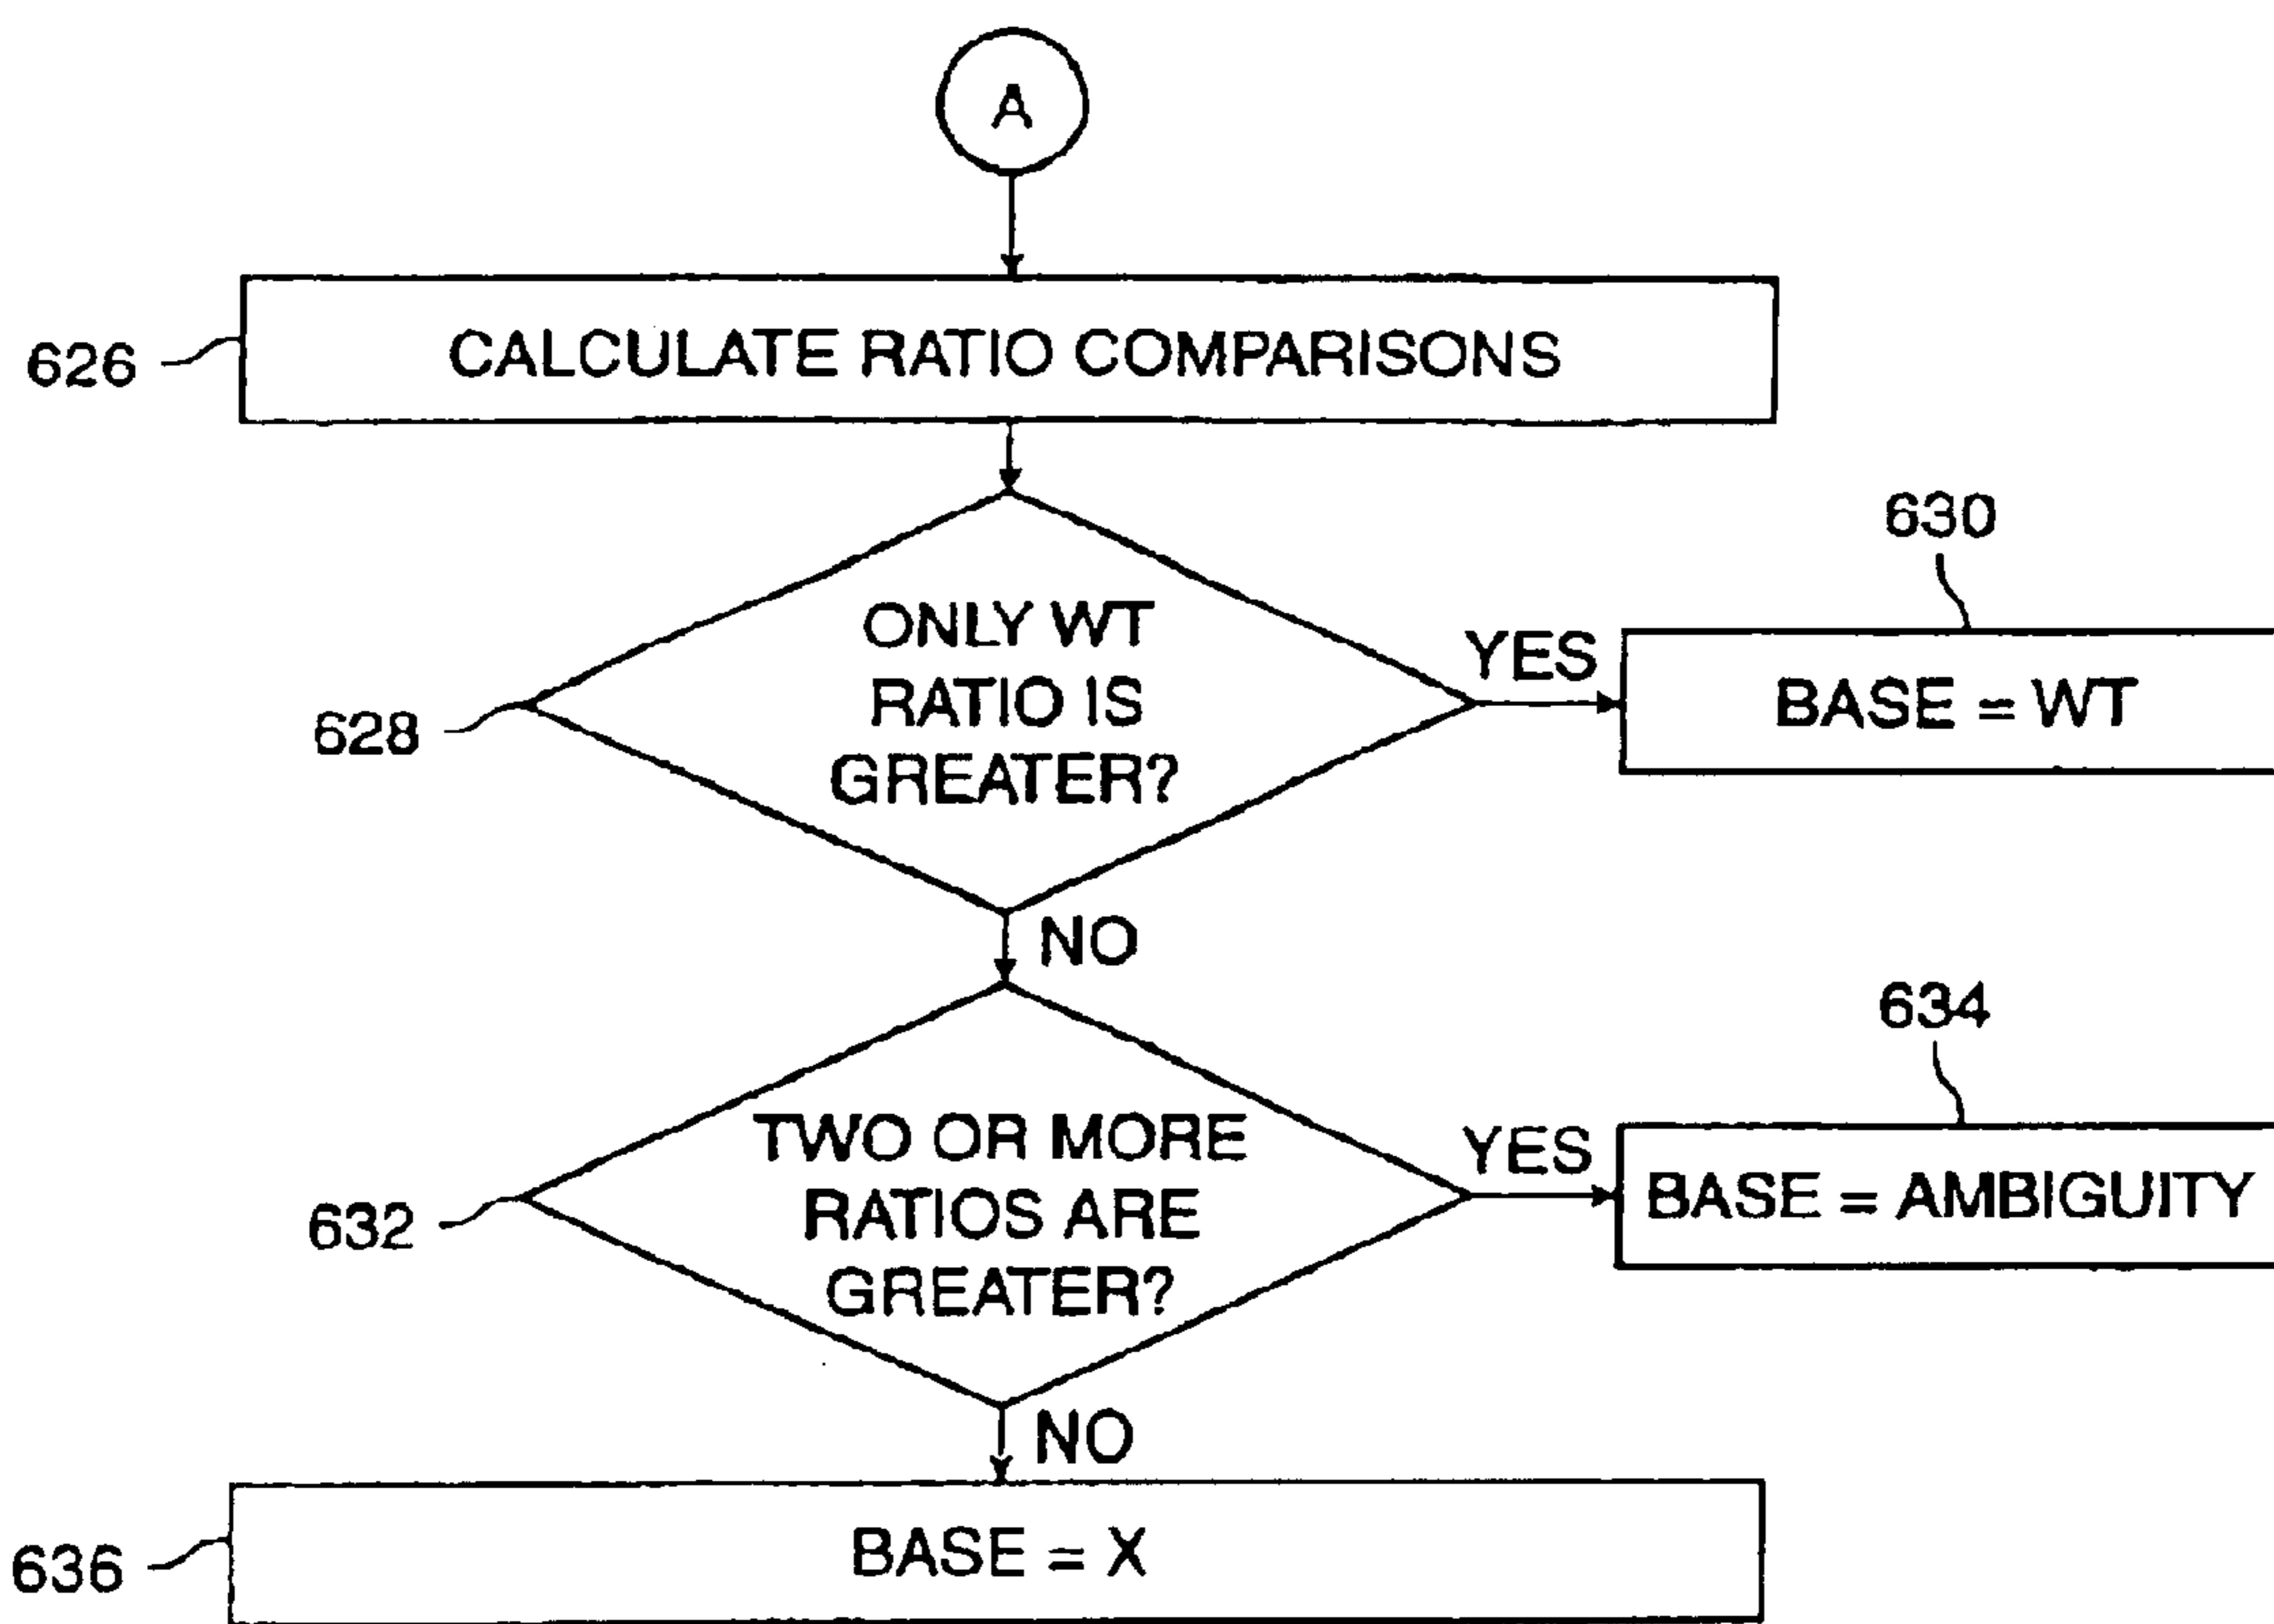 A
626
CALCULATE RATIO COMPARISONS
628
ONLY WT
RATIO IS
GREATER?
YES
630
BASE = WT
NO
632
TWO OR MORE
RATIOS ARE
GREATER?
YES
634
BASE = AMBIGUITY
NO
636
BASE = X